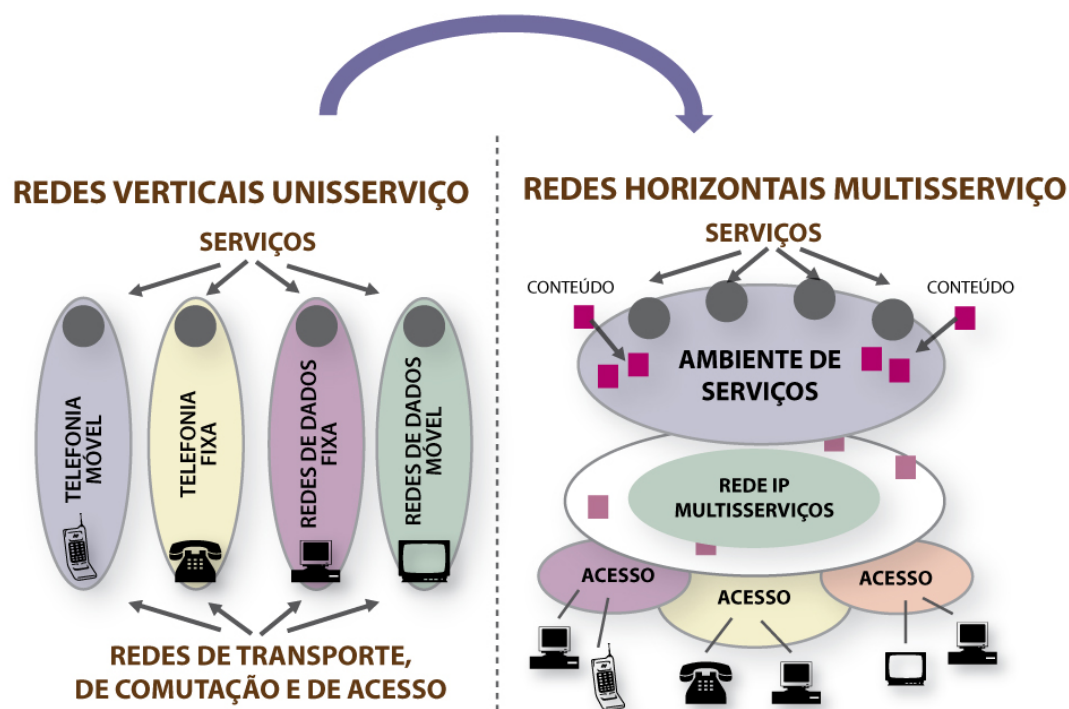 REDES VERTICAIS UNISSERVIÇO
SERVIÇOS
TELEFONIA
MÓVEL
TELEFONIA
FIXA
REDES DE DADOS
FIXA
REDES DE DADOS
MÓVEL
REDES DE TRANSPORTE,
DE COMUTAÇÃO E DE ACESSO
REDES HORIZONTAIS MULTISSERVIÇO
SERVIÇOS
CONTEÚDO
CONTEÚDO
AMBIENTE DE
SERVIÇOS
REDE IP
MULTISSERVIÇOS
ACESSO
ACESSO
ACESSO